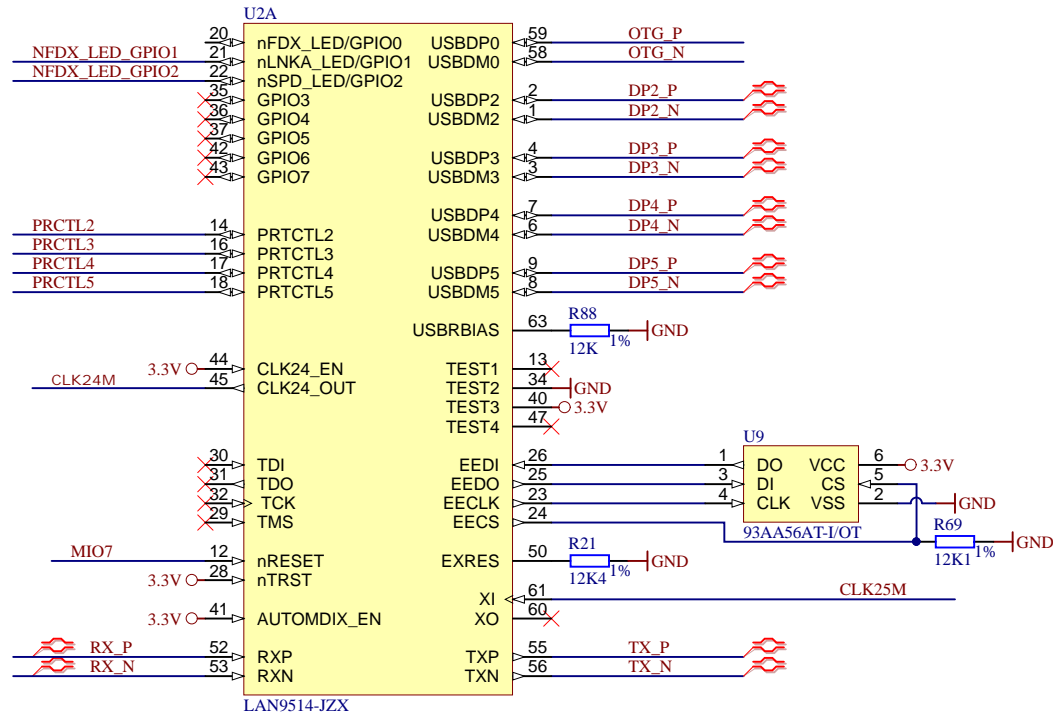 U2A
20 nFDX_LED/GPIO0 USBDP0 59 OTG_P
NFDX_LED_GPIO1 21 nLNKA_LED/GPIO1 USBDM0 58 OTG_N
NFDX_LED_GPIO2 22 nSPD_LED/GPIO2
35 GPIO3 USBDP2 2 DP2_P
36 GPIO4 USBDM2 1 DP2_N
37 GPIO5
42 GPIO6 USBDP3 4 DP3_P
43 GPIO7 USBDM3 3 DP3_N
USBDP4 7 DP4_P
PRCTL2 14 PRTCTL2 USBDM4 6 DP4_N
PRCTL3 16 PRTCTL3
PRCTL4 17 PRTCTL4 USBDP5 9 DP5_P
PRCTL5 18 PRTCTL5 USBDM5 8 DP5_N
R88
USBRBIAS 63 GND
12K 1%
3.3V 44 CLK24_EN TEST1 13
CLK24M 45 CLK24_OUT TEST2 34 GND
TEST3 40 3.3V
TEST4 47
U9
30 TDI EEDI 26 1 DO VCC 6 3.3V
31 TDO EEDO 25 3 DI CS 5
32 TCK EECLK 23 4 CLK VSS 2 GND
29 TMS EECS 24
93AA56AT-I/OT R69 1% GND
12K1
MIO7 12 nRESET EXRES 50 R21 GND
12K4 1%
3.3V 28 nTRST
XI 61 CLK25M
3.3V 41 AUTOMDIX_EN XO 60
RX_P 52 RXP TXP 55 TX_P
RX_N 53 RXN TXN 56 TX_N
LAN9514-JZX